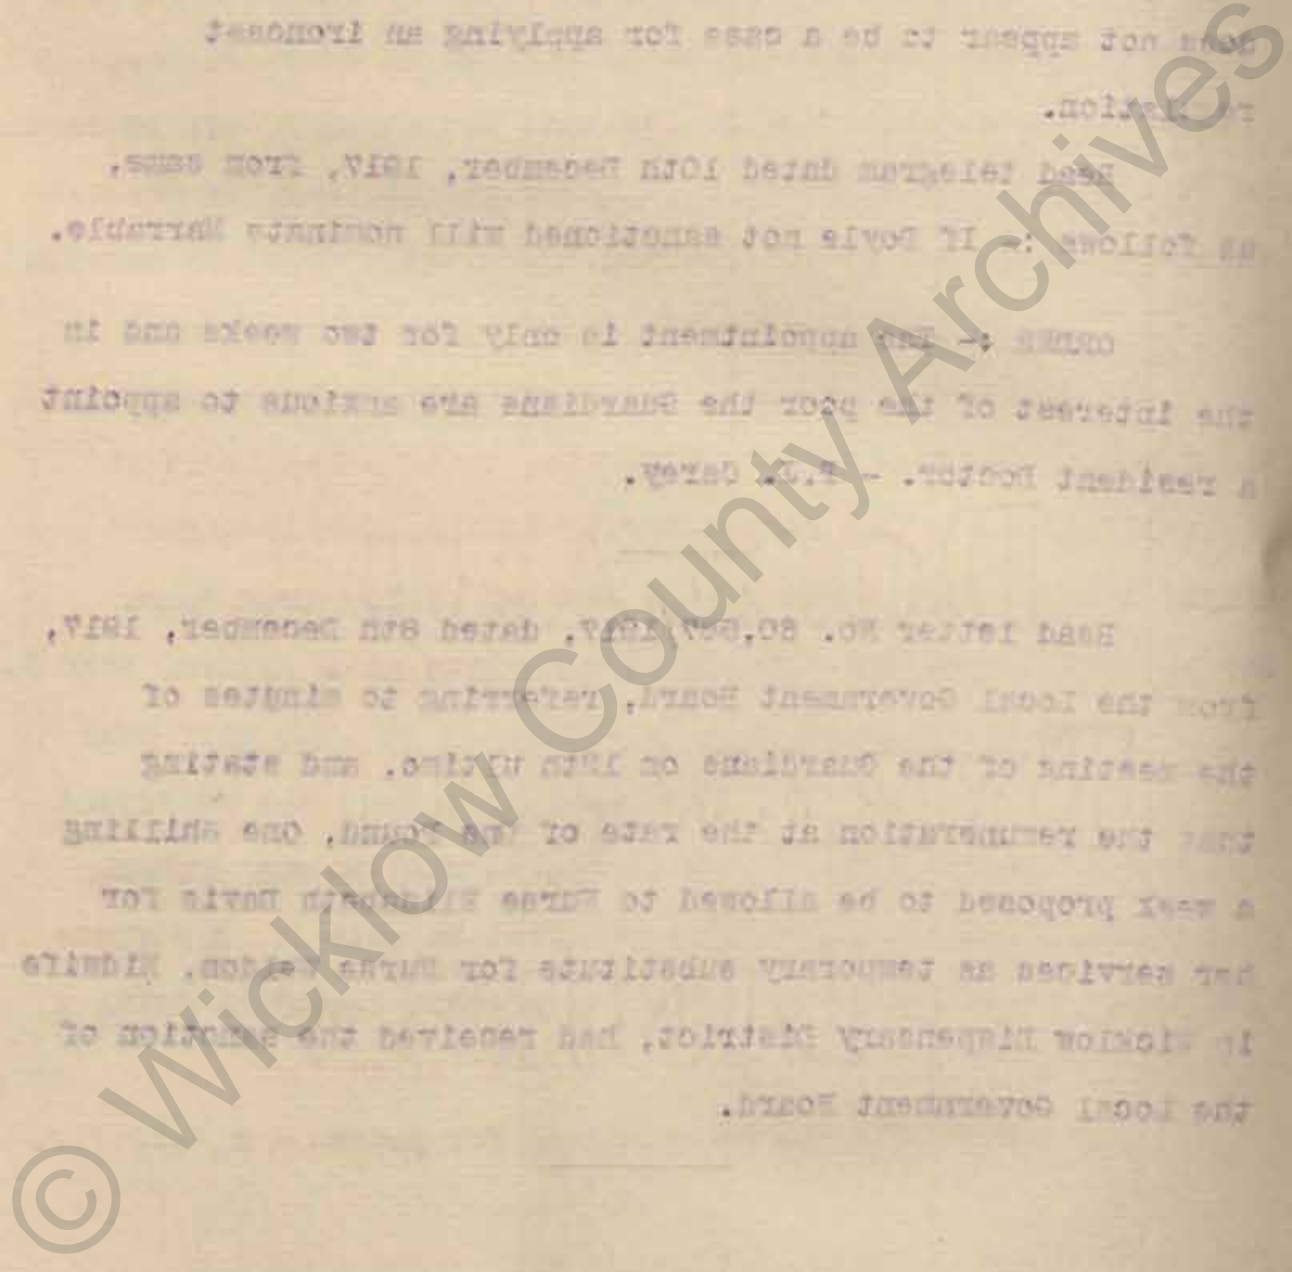 does not appear to be a case for applying an ironcast
Read telegram dated 10th December, 1917, from same,
as follows :- If Doyle not sanctioned will nominate Warrable.
ORDER :- The appointment is only for two weeks and in
the interest of the poor the Guardians are anxious to appoint
a resident Doctor. - P.J. Carey.
Read letter No. dated 8th December, 1917,
from the Local Government Board, referring to minutes of
the meeting of the Guardians on ultimo, and stating
that the remuneration at the rate of One Pound, One Shilling
a week proposed to be allowed to Nurse Elizabeth Davis for
her services as temporary substitute for Nurse Midwife
in Wicklow Dispensary District, had received the sanction of
the Local Government Board.
© Wicklow County Archives